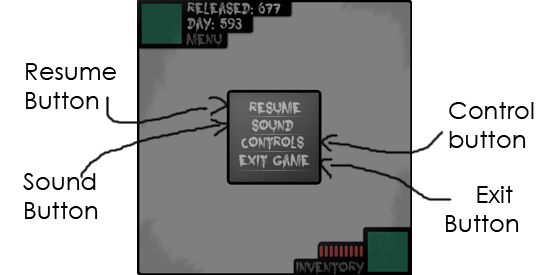 RELEASED: 677
DAY: 593
MENU
Resume
Button
RESUME
SOUND
CONTROLS
EXIT GAME
Control
button
Sound
Button
Exit
Button
INVENTORY